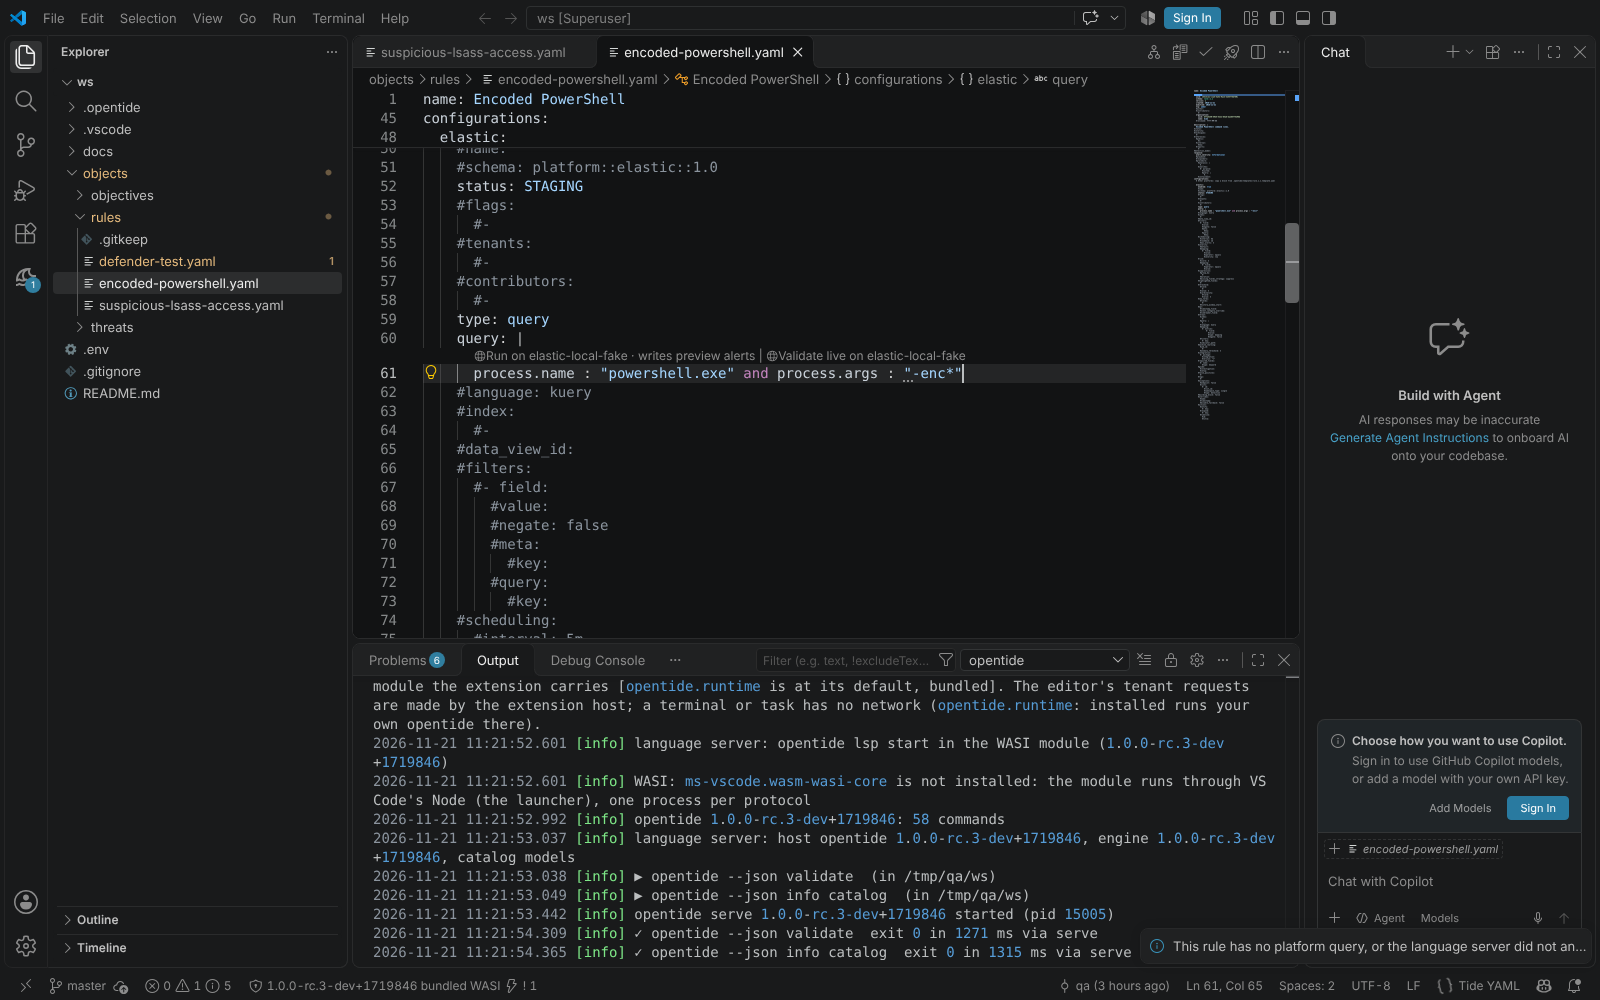 File Edit Selection View Go Run Terminal Help
ws [Superuser]
Sign In
Explorer
ws
.opentide
.vscode
docs
objects
objectives
rules
.gitkeep
defender-test.yaml 1
encoded-powershell.yaml
suspicious-lsass-access.yaml
threats
.env
.gitignore
README.md
Outline
Timeline
1
suspicious-lsass-access.yaml
encoded-powershell.yaml
objects > rules > encoded-powershell.yaml > Encoded PowerShell > { } configurations > { } elastic > abc query
1 name: Encoded PowerShell
45 configurations:
48 elastic:
50 #name:
51 #schema: platform::elastic::1.0
52 status: STAGING
53 #flags:
54 #-
55 #tenants:
56 #-
57 #contributors:
58 #-
59 type: query
60 query: |
Run on elastic-local-fake · writes preview alerts | Validate live on elastic-local-fake
61 process.name : "powershell.exe" and process.args : "-enc*"
62 #language: kuery
63 #index:
64 #-
65 #data_view_id:
66 #filters:
67 #- field:
68 #value:
69 #negate: false
70 #meta:
71 #key:
72 #query:
73 #key:
74 #scheduling:
75 #interval: 5m
Problems 6 Output Debug Console
Filter (e.g. text, !excludeTex...
opentide
module the extension carries [opentide.runtime is at its default, bundled]. The editor's tenant requests
are made by the extension host; a terminal or task has no network (opentide.runtime: installed runs your
own opentide there).
2026-11-21 11:21:52.601 [info] language server: opentide lsp start in the WASI module (1.0.0-rc.3-dev
+1719846)
2026-11-21 11:21:52.601 [info] WASI: ms-vscode.wasm-wasi-core is not installed: the module runs through VS
Code's Node (the launcher), one process per protocol
2026-11-21 11:21:52.992 [info] opentide 1.0.0-rc.3-dev+1719846: 58 commands
2026-11-21 11:21:53.037 [info] language server: host opentide 1.0.0-rc.3-dev+1719846, engine 1.0.0-rc.3-dev
+1719846, catalog models
2026-11-21 11:21:53.038 [info] ▶ opentide --json validate (in /tmp/qa/ws)
2026-11-21 11:21:53.049 [info] ▶ opentide --json info catalog (in /tmp/qa/ws)
2026-11-21 11:21:53.442 [info] opentide serve 1.0.0-rc.3-dev+1719846 started (pid 15005)
2026-11-21 11:21:54.309 [info] ✓ opentide --json validate exit 0 in 1271 ms via serve
2026-11-21 11:21:54.365 [info] ✓ opentide --json info catalog exit 0 in 1315 ms via serve
Chat
Build with Agent
AI responses may be inaccurate
Generate Agent Instructions to onboard AI
onto your codebase.
Choose how you want to use Copilot.
Sign in to use GitHub Copilot models,
or add a model with your own API key.
Add Models Sign In
encoded-powershell.yaml
Chat with Copilot
Agent Models
This rule has no platform query, or the language server did not an...
master 0 1 5 1.0.0-rc.3-dev+1719846 bundled WASI ! 1
qa (3 hours ago) Ln 61, Col 65 Spaces: 2 UTF-8 LF { } Tide YAML